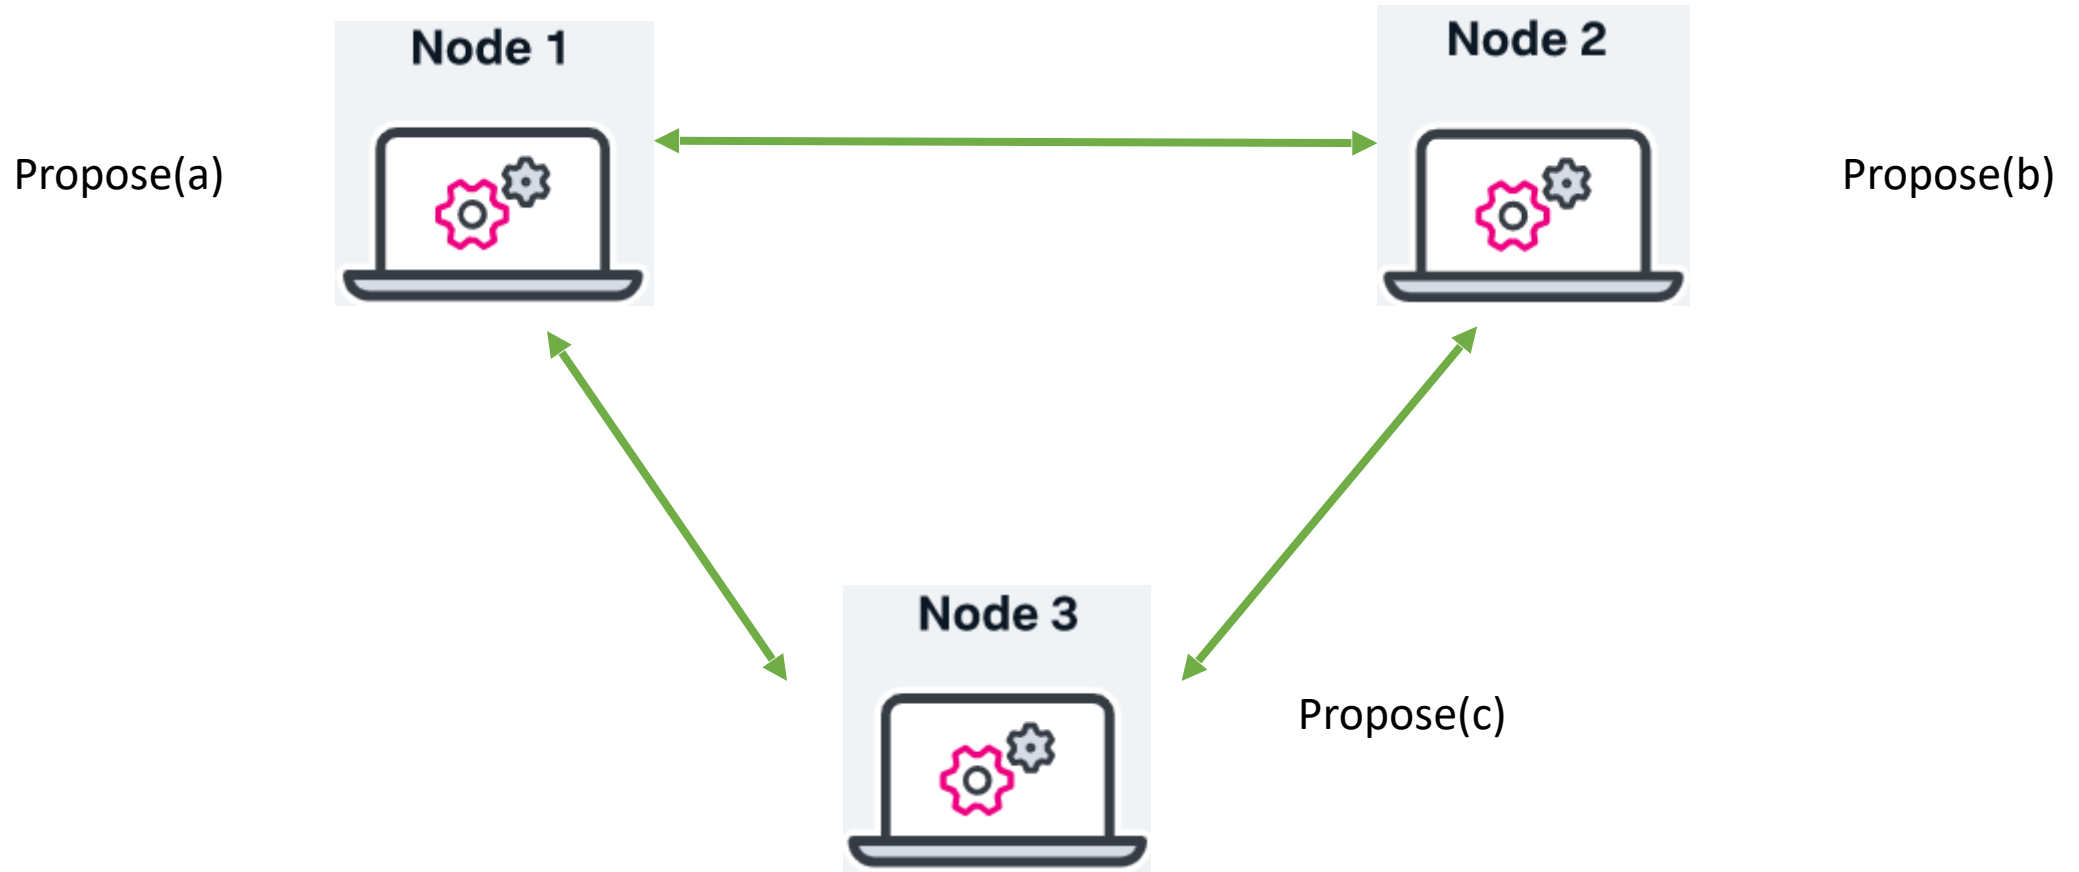 Node 1
Node 2
Propose(a)
Propose(b)
Node 3
Propose(c)